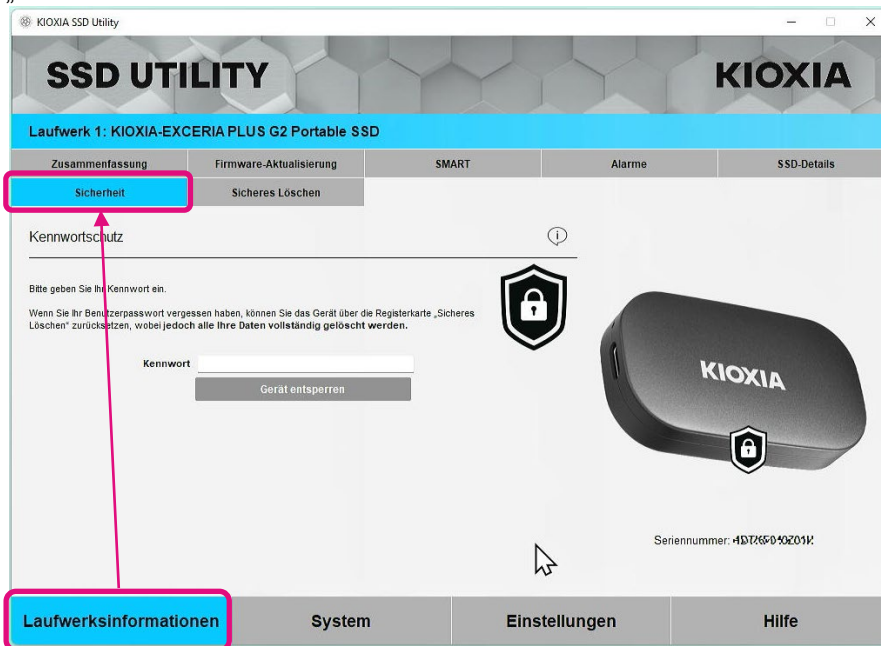 „
KIOXIA SSD Utility
SSD UTILITY
KIOXIA
Laufwerk 1: KIOXIA-EXCERIA PLUS G2 Portable SSD
Zusammenfassung Firmware-Aktualisierung SMART Alarme SSD-Details
Sicherheit Sicheres Löschen
Kennwortschutz
Bitte geben Sie Ihr Kennwort ein.
Wenn Sie Ihr Benutzerpasswort vergessen haben, können Sie das Gerät über die Registerkarte „Sicheres
Löschen“ zurücksetzen, wobei jedoch alle Ihre Daten vollständig gelöscht werden.
Kennwort
Gerät entsperren
KIOXIA
Seriennummer:
Laufwerksinformationen System Einstellungen Hilfe